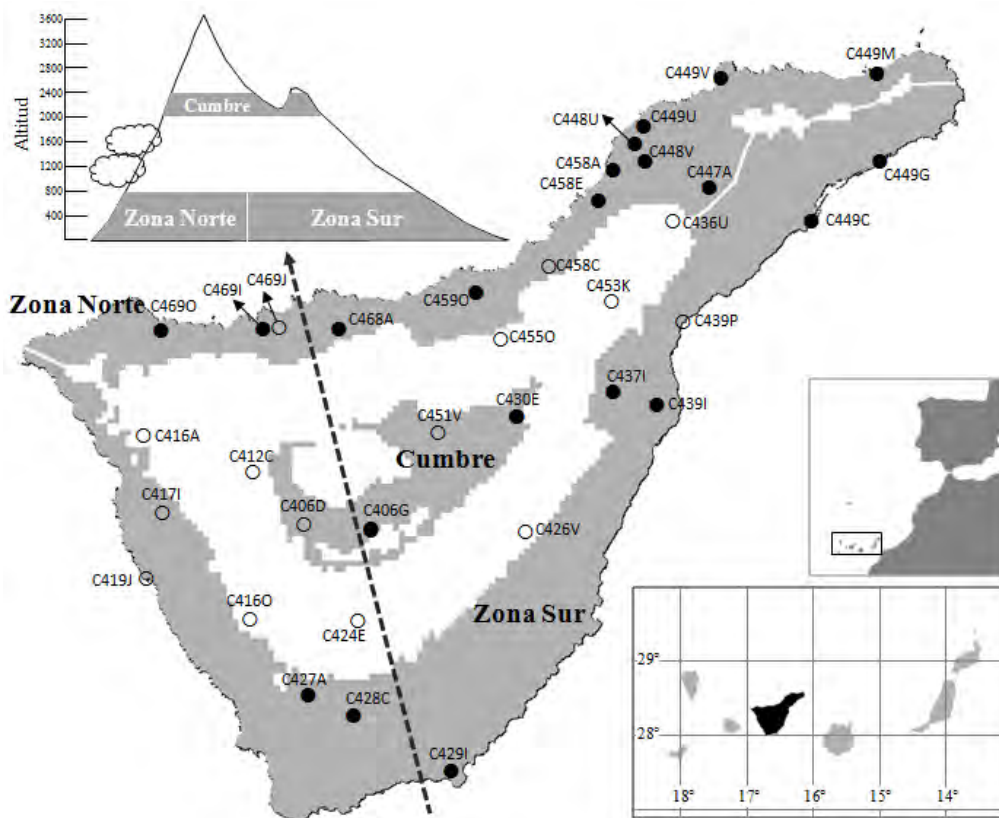 3600
3200
2800
2400
2000
1600
1200
800
400
Altitud
Cumbre
Zona Norte
Zona Sur
C449M
C449V
C449U
C448U
C448V
C458A
C447A
C458E
C449G
C436U
C449C
C458C
C453K
C469J
C469I
Zona Norte
C469O
C459O
C468A
C439P
C455O
C437I
C430E
C439I
C451V
C416A
C412C
Cumbre
C417I
C406D
C406G
C426V
C419J
C416O
Zona Sur
C424E
C427A
C428C
C429I
29°
28°
18°
17°
16°
15°
14°